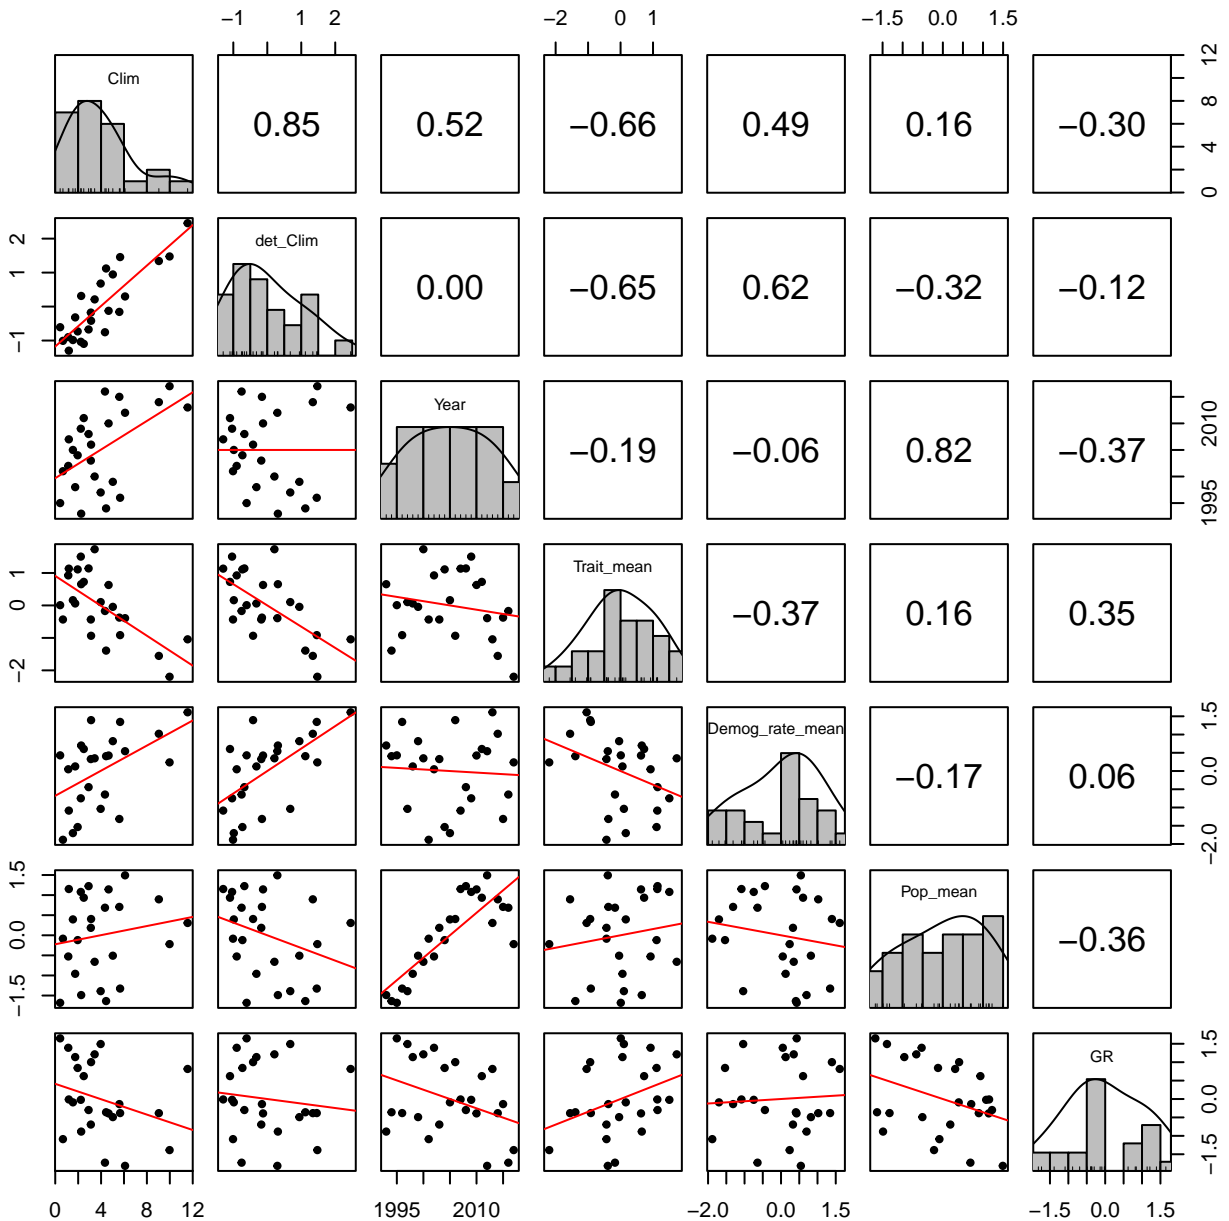 −1 1 2 −2 0 1 −1.5 0.0 1.5
Clim 0.85 0.52 −0.66 0.49 0.16 −0.30 0 4 8 12
−1 1 2 det_Clim 0.00 −0.65 0.62 −0.32 −0.12
Year −0.19 −0.06 0.82 −0.37 1995 2010
−2 0 1 Trait_mean −0.37 0.16 0.35
Demog_rate_mean −0.17 0.06 −2.0 0.0 1.5
−1.5 0.0 1.5 Pop_mean −0.36
GR −1.5 0.0 1.5
0 4 8 12 1995 2010 −2.0 0.0 1.5 −1.5 0.0 1.5